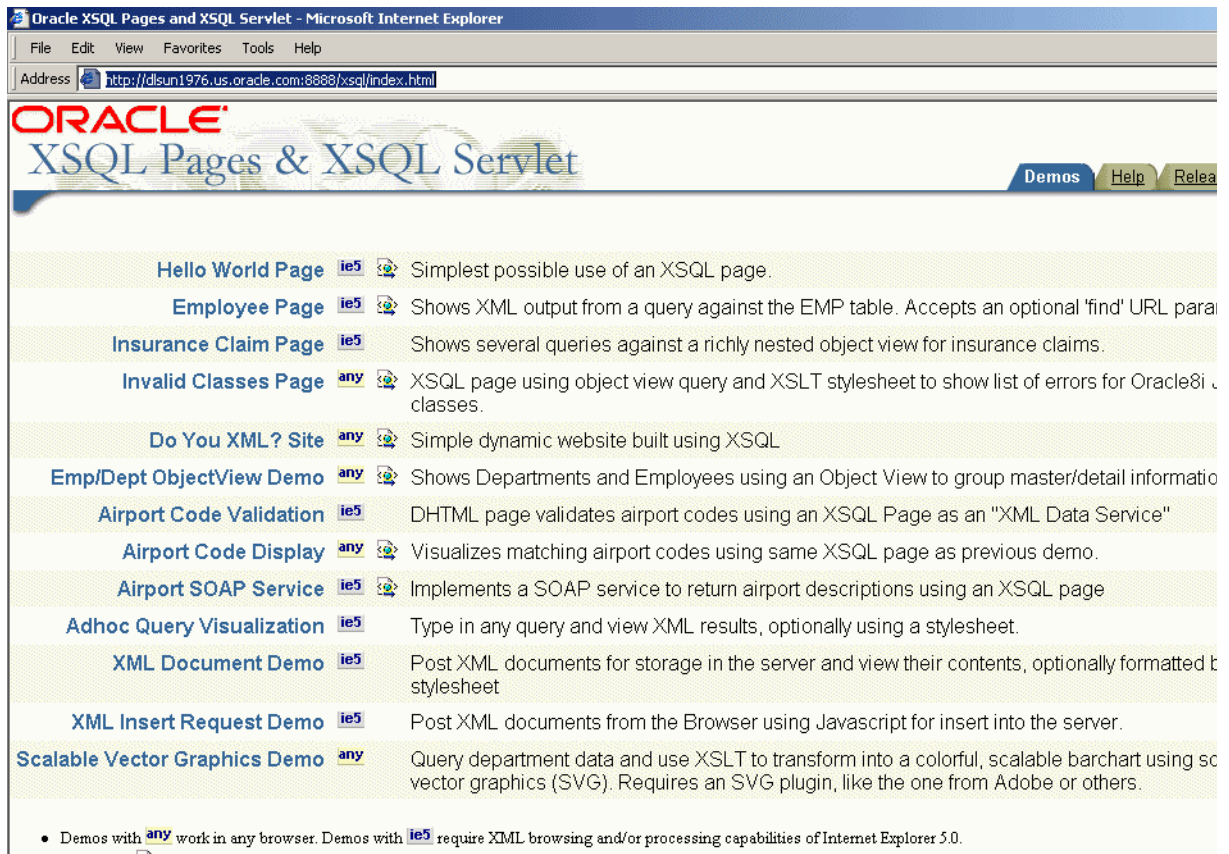 Oracle XSQL Pages and XSQL Servlet - Microsoft Internet Explorer
File Edit View Favorites Tools Help
Address http://dlsun1976.us.oracle.com:8888/xsql/index.html
ORACLE
XSQL Pages & XSQL Servlet
Demos Help Relea
Hello World Page ie5 Simplest possible use of an XSQL page.
Employee Page ie5 Shows XML output from a query against the EMP table. Accepts an optional 'find' URL para
Insurance Claim Page ie5 Shows several queries against a richly nested object view for insurance claims.
Invalid Classes Page any XSQL page using object view query and XSLT stylesheet to show list of errors for Oracle8i J
classes.
Do You XML? Site any Simple dynamic website built using XSQL
Emp/Dept ObjectView Demo any Shows Departments and Employees using an Object View to group master/detail informatio
Airport Code Validation ie5 DHTML page validates airport codes using an XSQL Page as an "XML Data Service"
Airport Code Display any Visualizes matching airport codes using same XSQL page as previous demo.
Airport SOAP Service ie5 Implements a SOAP service to return airport descriptions using an XSQL page
Adhoc Query Visualization ie5 Type in any query and view XML results, optionally using a stylesheet.
XML Document Demo ie5 Post XML documents for storage in the server and view their contents, optionally formatted b
stylesheet
XML Insert Request Demo ie5 Post XML documents from the Browser using Javascript for insert into the server.
Scalable Vector Graphics Demo any Query department data and use XSLT to transform into a colorful, scalable barchart using sc
vector graphics (SVG). Requires an SVG plugin, like the one from Adobe or others.
• Demos with any work in any browser. Demos with ie5 require XML browsing and/or processing capabilities of Internet Explorer 5.0.